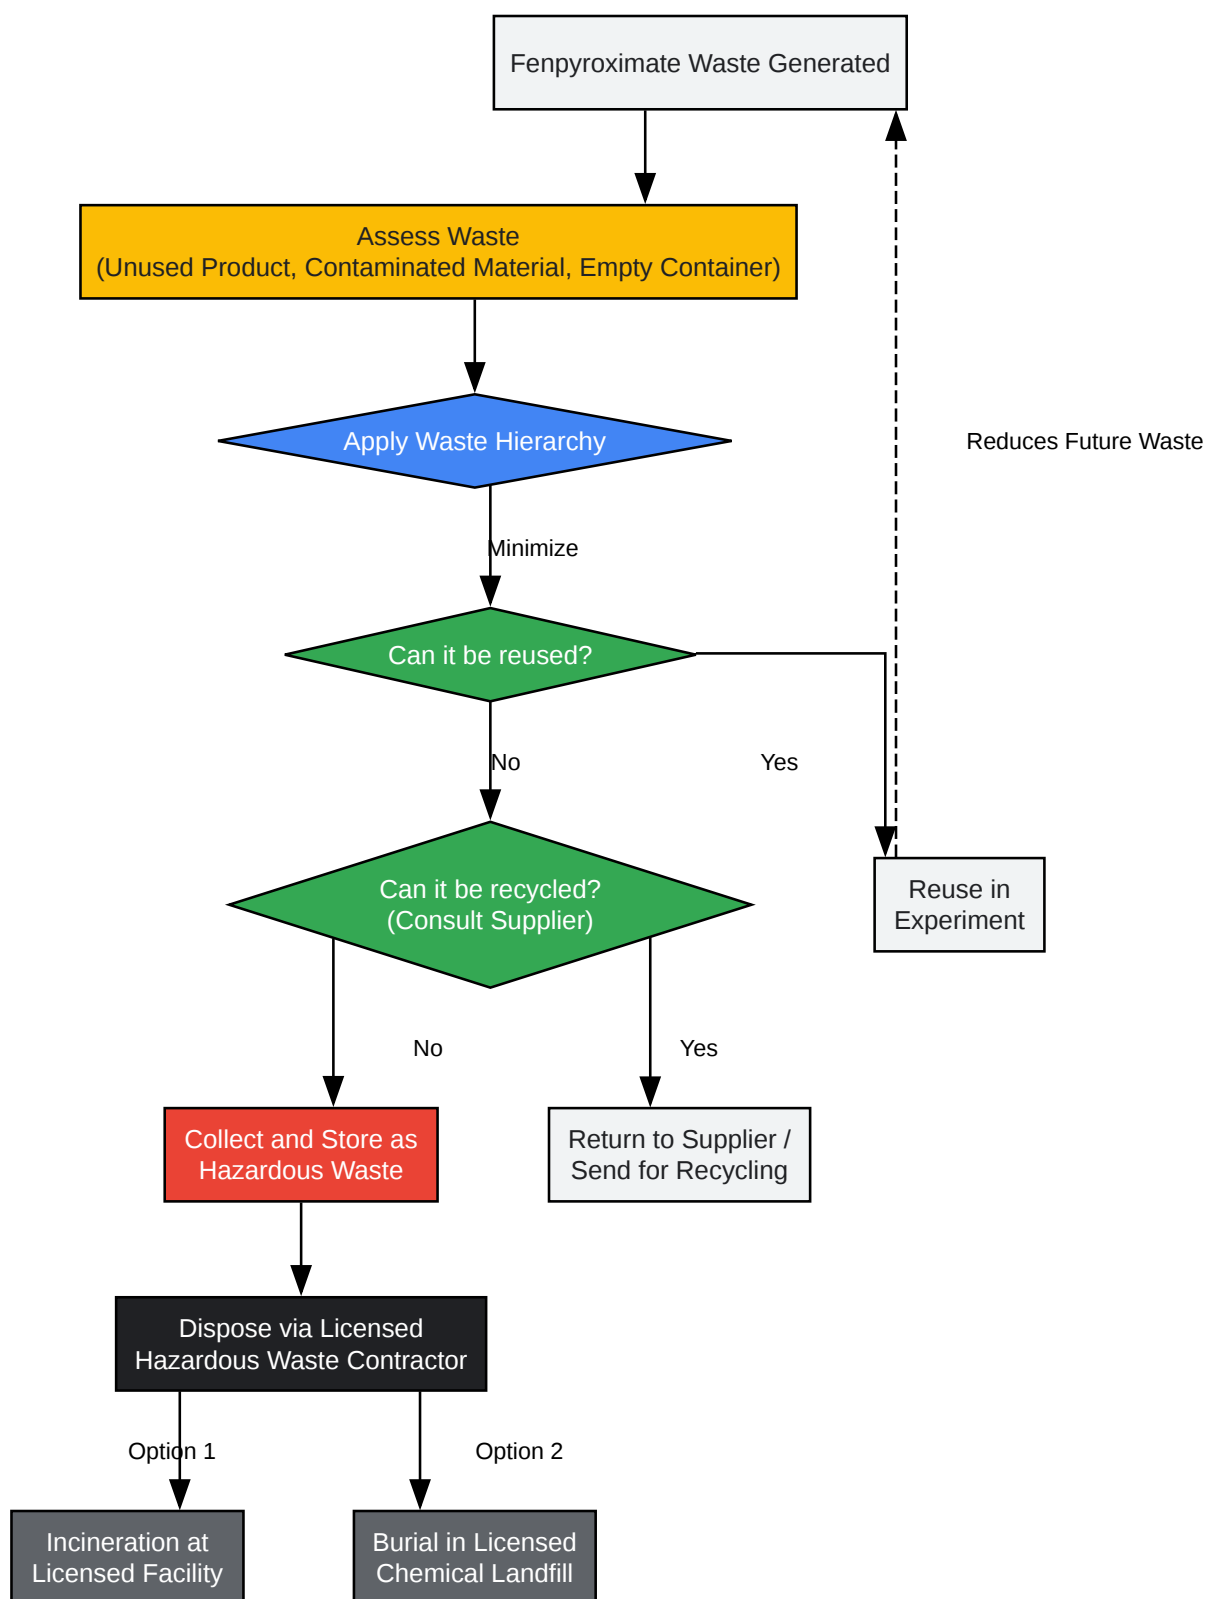 Fenpyroximate Waste Generated
Assess Waste
(Unused Product, Contaminated Material, Empty Container)
Apply Waste Hierarchy
Reduces Future Waste
Minimize
Can it be reused?
No
Yes
Can it be recycled?
(Consult Supplier)
Reuse in
Experiment
No
Yes
Collect and Store as
Hazardous Waste
Return to Supplier /
Send for Recycling
Dispose via Licensed
Hazardous Waste Contractor
Option 1
Option 2
Incineration at
Licensed Facility
Burial in Licensed
Chemical Landfill